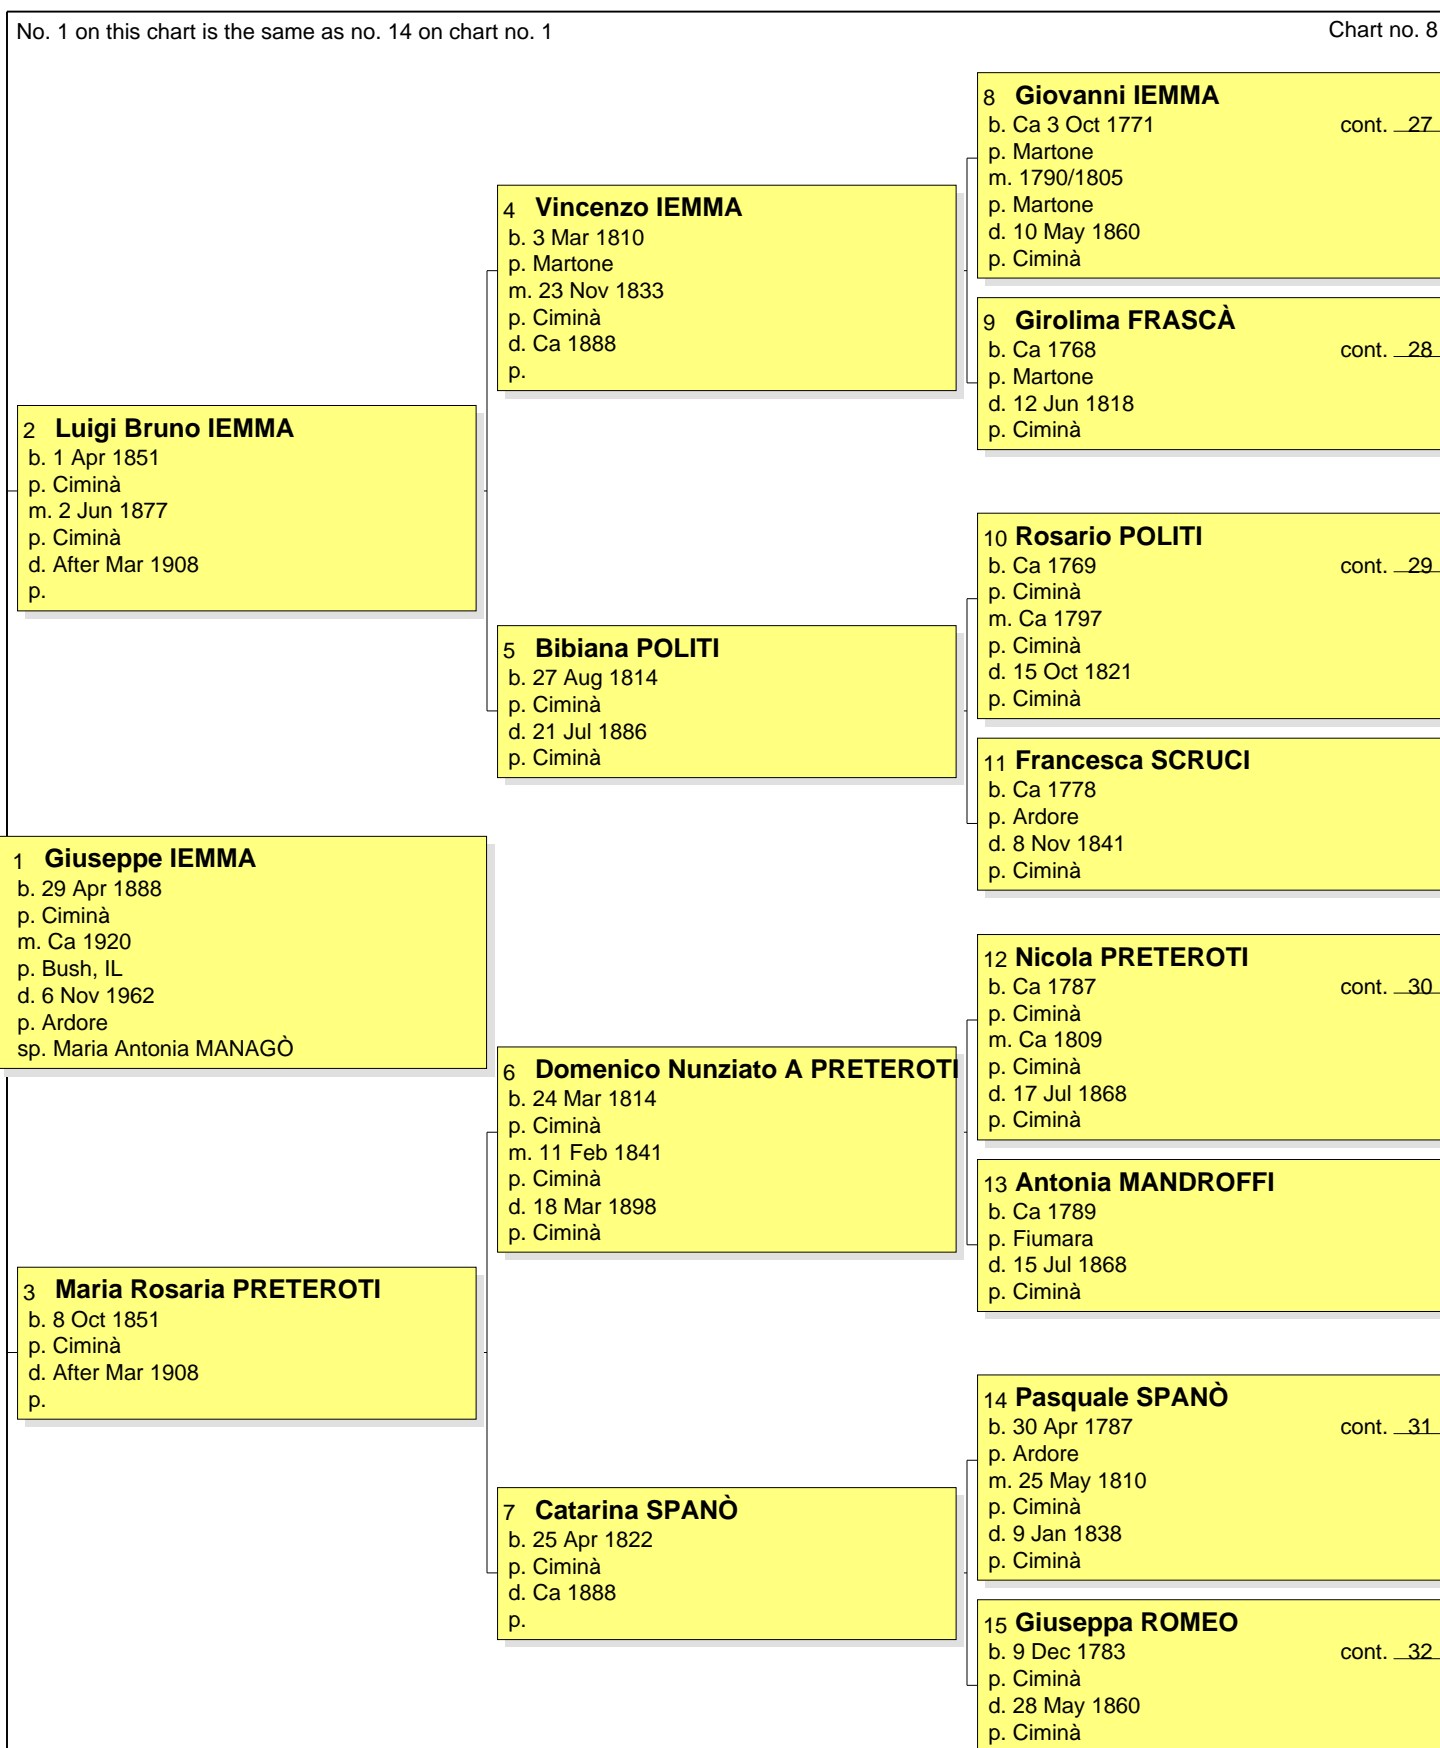 No. 1 on this chart is the same as no. 14 on chart no. 1
Chart no. 8
8 Giovanni IEMMA
b. Ca 3 Oct 1771 cont. 27
p. Martone
m. 1790/1805
p. Martone
d. 10 May 1860
p. Ciminà
4 Vincenzo IEMMA
b. 3 Mar 1810
p. Martone
m. 23 Nov 1833
p. Ciminà
d. Ca 1888
p.
9 Girolima FRASCÀ
b. Ca 1768 cont. 28
p. Martone
d. 12 Jun 1818
p. Ciminà
2 Luigi Bruno IEMMA
b. 1 Apr 1851
p. Ciminà
m. 2 Jun 1877
p. Ciminà
d. After Mar 1908
p.
10 Rosario POLITI
b. Ca 1769 cont. 29
p. Ciminà
m. Ca 1797
p. Ciminà
d. 15 Oct 1821
p. Ciminà
5 Bibiana POLITI
b. 27 Aug 1814
p. Ciminà
d. 21 Jul 1886
p. Ciminà
11 Francesca SCRUCI
b. Ca 1778
p. Ardore
d. 8 Nov 1841
p. Ciminà
1 Giuseppe IEMMA
b. 29 Apr 1888
p. Ciminà
m. Ca 1920
p. Bush, IL
d. 6 Nov 1962
p. Ardore
sp. Maria Antonia MANAGÒ
12 Nicola PRETEROTI
b. Ca 1787 cont. 30
p. Ciminà
m. Ca 1809
p. Ciminà
d. 17 Jul 1868
p. Ciminà
6 Domenico Nunziato A PRETEROTI
b. 24 Mar 1814
p. Ciminà
m. 11 Feb 1841
p. Ciminà
d. 18 Mar 1898
p. Ciminà
13 Antonia MANDROFFI
b. Ca 1789
p. Fiumara
d. 15 Jul 1868
p. Ciminà
3 Maria Rosaria PRETEROTI
b. 8 Oct 1851
p. Ciminà
d. After Mar 1908
p.
14 Pasquale SPANÒ
b. 30 Apr 1787 cont. 31
p. Ardore
m. 25 May 1810
p. Ciminà
d. 9 Jan 1838
p. Ciminà
7 Catarina SPANÒ
b. 25 Apr 1822
p. Ciminà
d. Ca 1888
p.
15 Giuseppa ROMEO
b. 9 Dec 1783 cont. 32
p. Ciminà
d. 28 May 1860
p. Ciminà